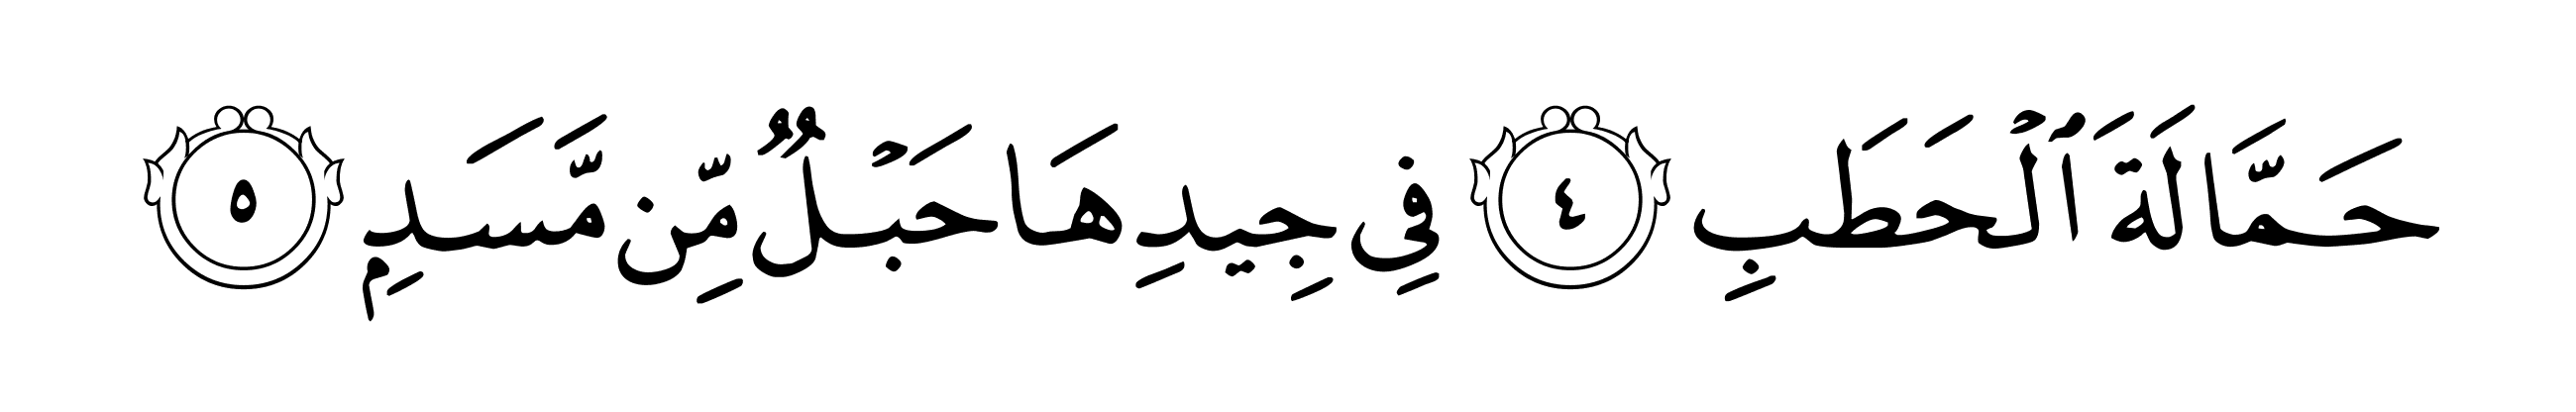 حَمَّالَةَ ٱلۡحَطَبِ ٤ فِي جِيدِهَا حَبۡلٞ مِّن مَّسَدِۭ ٥